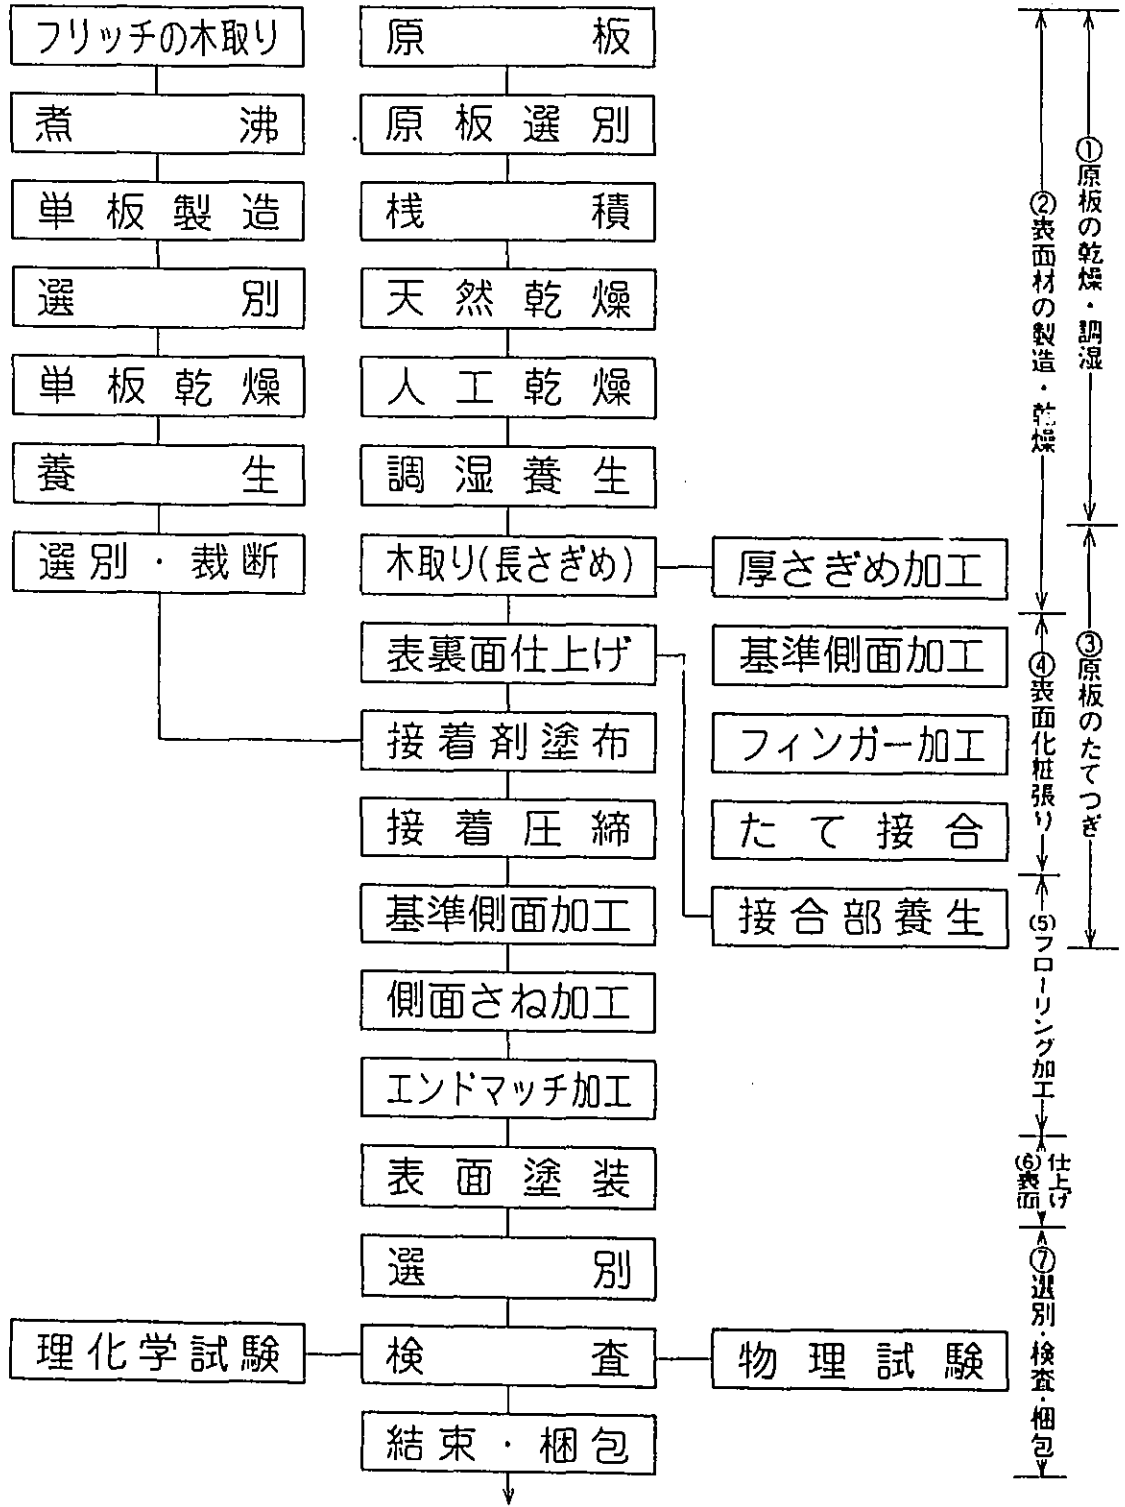 フリッチの木取り
煮沸
単板製造
選別
単板乾燥
養生
選別・裁断
原板
原板選別
桟積
天然乾燥
人工乾燥
調湿養生
木取り(長さぎめ)
表裏面仕上げ
接着剤塗布
接着圧締
基準側面加工
側面さね加工
エンドマッチ加工
表面塗装
選別
検査
結束・梱包
理化学試験
物理試験
厚さぎめ加工
基準側面加工
フィンガー加工
たて接合
接合部養生
①原板の乾燥・調湿
②表面材の製造・乾燥
③原板のたてつぎ
④表面化粧張り
(5)フローリング加工
(6)表面
仕上げ
⑦選別・検査・梱包